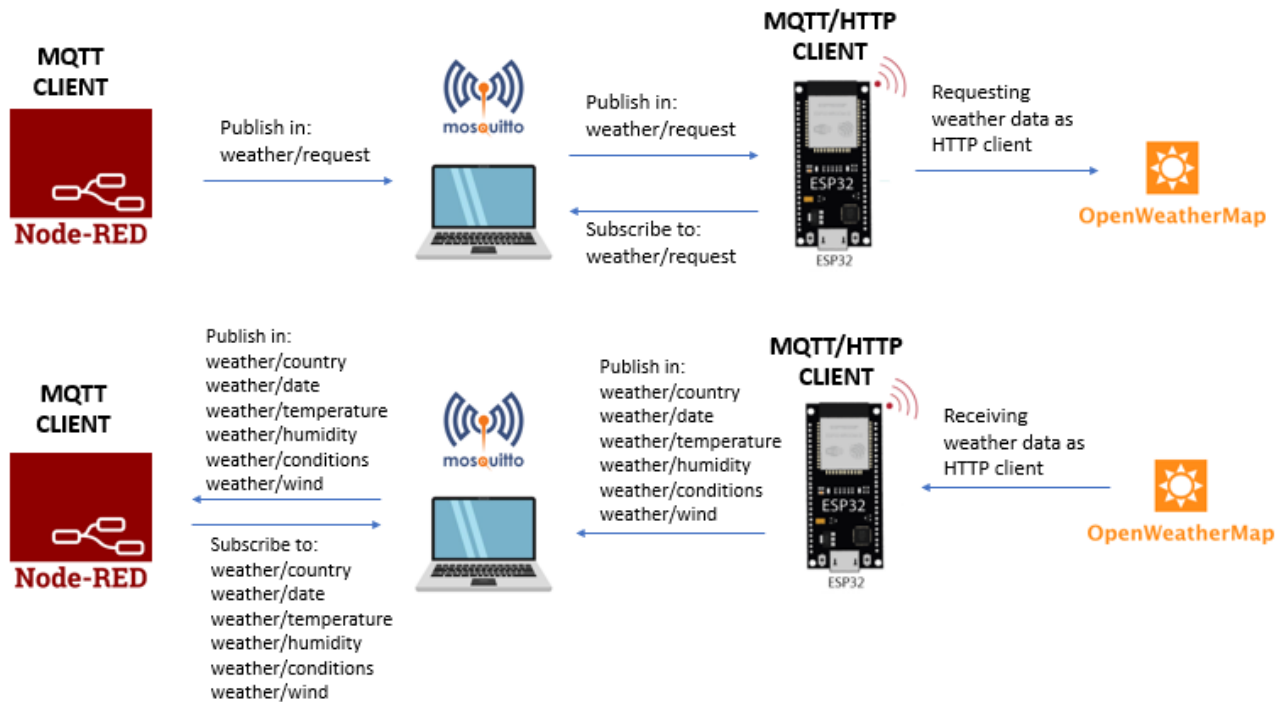 MQTT
CLIENT
Node-RED
Publish in:
weather/request
mosquitto
Publish in:
weather/request
Subscribe to:
weather/request
MQTT/HTTP
CLIENT
ESP32
ESP32
Requesting
weather data as
HTTP client
OpenWeatherMap
MQTT
CLIENT
Node-RED
Publish in:
weather/country
weather/date
weather/temperature
weather/humidity
weather/conditions
weather/wind
Subscribe to:
weather/country
weather/date
weather/temperature
weather/humidity
weather/conditions
weather/wind
mosquitto
Publish in:
weather/country
weather/date
weather/temperature
weather/humidity
weather/conditions
weather/wind
MQTT/HTTP
CLIENT
ESP32
ESP32
Receiving
weather data as
HTTP client
OpenWeatherMap